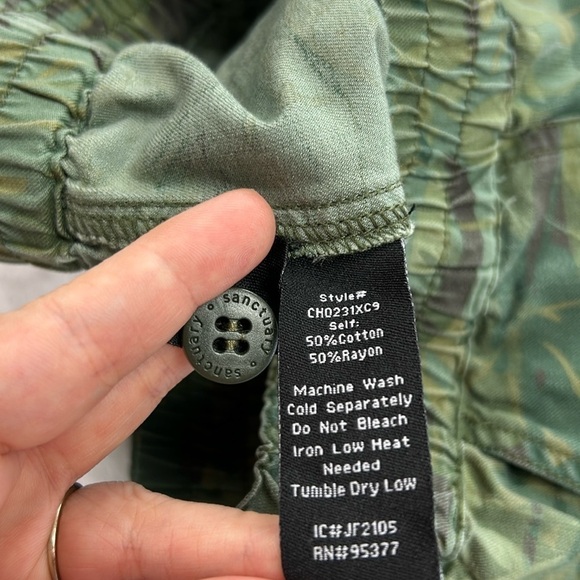 sanctuary • sanctuary •
Style#
CH0231XC9
Self:
50%Cotton
50%Rayon
Machine Wash
Cold Separately
Do Not Bleach
Iron Low Heat
Needed
Tumble Dry Low
IC#JF2105
RN#95377